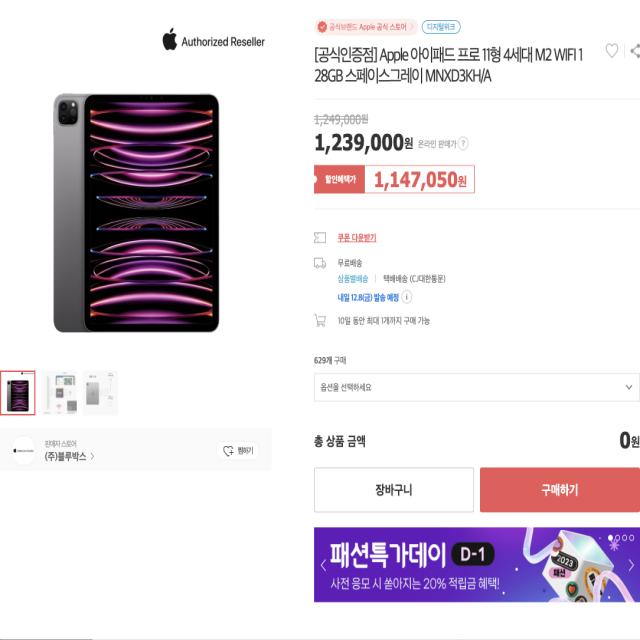 Authorized Reseller
공식브랜드 Apple 공식 스토어 >
디지털위크
[공식인증점] Apple 아이패드 프로 11형 4세대 M2 WIFI 1
28GB 스페이스그레이 MNXD3KH/A
1,249,000원
1,239,000원 온라인 판매가 ?
할인혜택가 1,147,050원
쿠폰 다운받기
무료배송
상품별배송 | 택배배송 (CJ대한통운)
내일 12.8(금) 발송 예정 i
10일 동안 최대 1개까지 구매 가능
629개 구매
옵션을 선택하세요
판매자 스토어
(주)블루박스 >
찜하기
총 상품 금액 0원
장바구니
구매하기
패션특가데이 D-1
사전 응모 시 쏟아지는 20% 적립금 혜택!
2023
패션